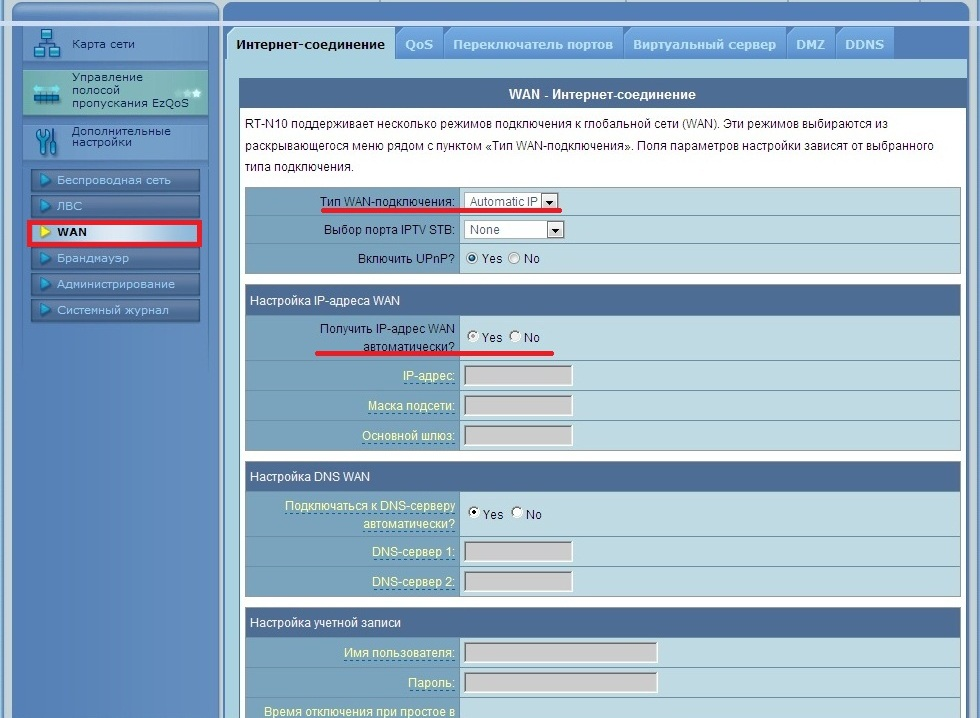 Карта сети
Управление
полосой
пропускания EzQoS
Дополнительные
настройки
Беспроводная сеть
ЛВС
WAN
Брандмауэр
Администрирование
Системный журнал
Интернет-соединение
QoS
Переключатель портов
Виртуальный сервер
DMZ
DDNS
WAN - Интернет-соединение
RT-N10 поддерживает несколько режимов подключения к глобальной сети (WAN). Эти режимов выбираются из
раскрывающегося меню рядом с пунктом «Тип WAN-подключения». Поля параметров настройки зависят от выбранного
типа подключения.
Тип WAN-подключения: Automatic IP
Выбор порта IPTV STB: None
Включить UPnP? Yes No
Настройка IP-адреса WAN
Получить IP-адрес WAN
автоматически? Yes No
IP-адрес:
Маска подсети:
Основной шлюз:
Настройка DNS WAN
Подключаться к DNS-серверу
автоматически? Yes No
DNS-сервер 1:
DNS-сервер 2:
Настройка учетной записи
Имя пользователя:
Пароль:
Время отключения при простое в